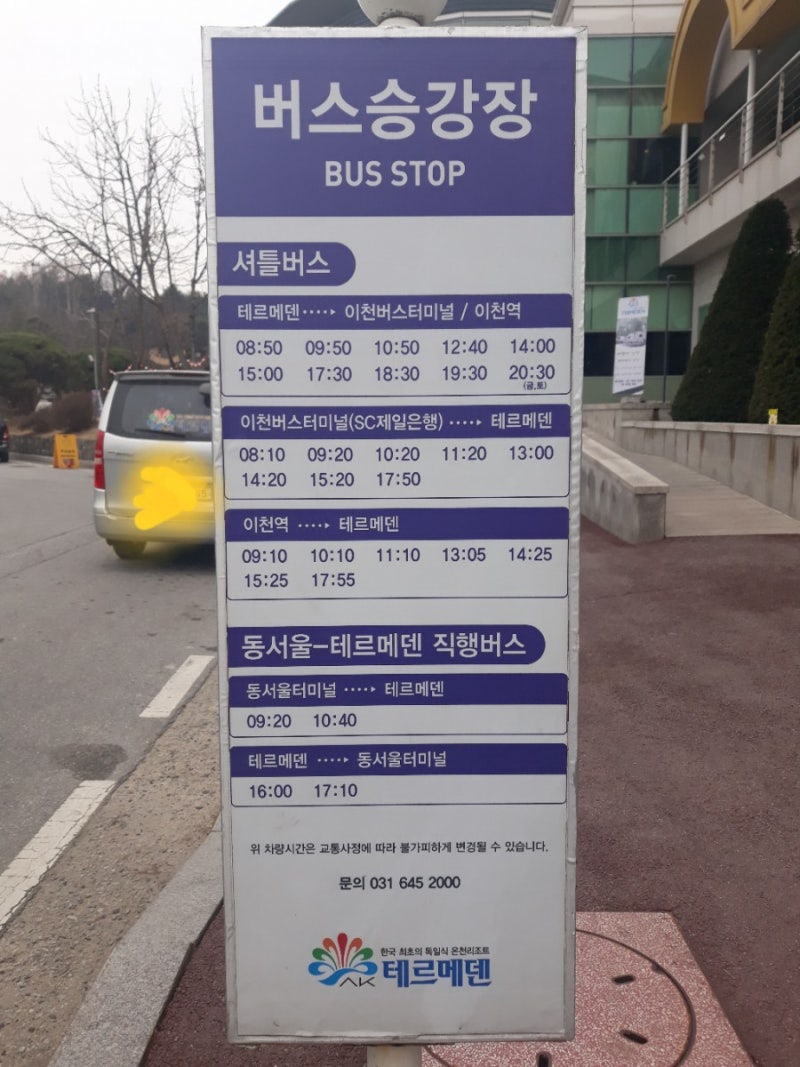 버스승강장
BUS STOP
셔틀버스
테르메덴 ····› 이천버스터미널 / 이천역
08:50 09:50 10:50 12:40 14:00
15:00 17:30 18:30 19:30 20:30
(금,토)
이천버스터미널(SC제일은행) ····› 테르메덴
08:10 09:20 10:20 11:20 13:00
14:20 15:20 17:50
이천역 ····› 테르메덴
09:10 10:10 11:10 13:05 14:25
15:25 17:55
동서울-테르메덴 직행버스
동서울터미널 ····› 테르메덴
09:20 10:40
테르메덴 ····› 동서울터미널
16:00 17:10
위 차량시간은 교통사정에 따라 불가피하게 변경될 수 있습니다.
문의 031 645 2000
한국 최초의 독일식 온천리조트
AK 테르메덴